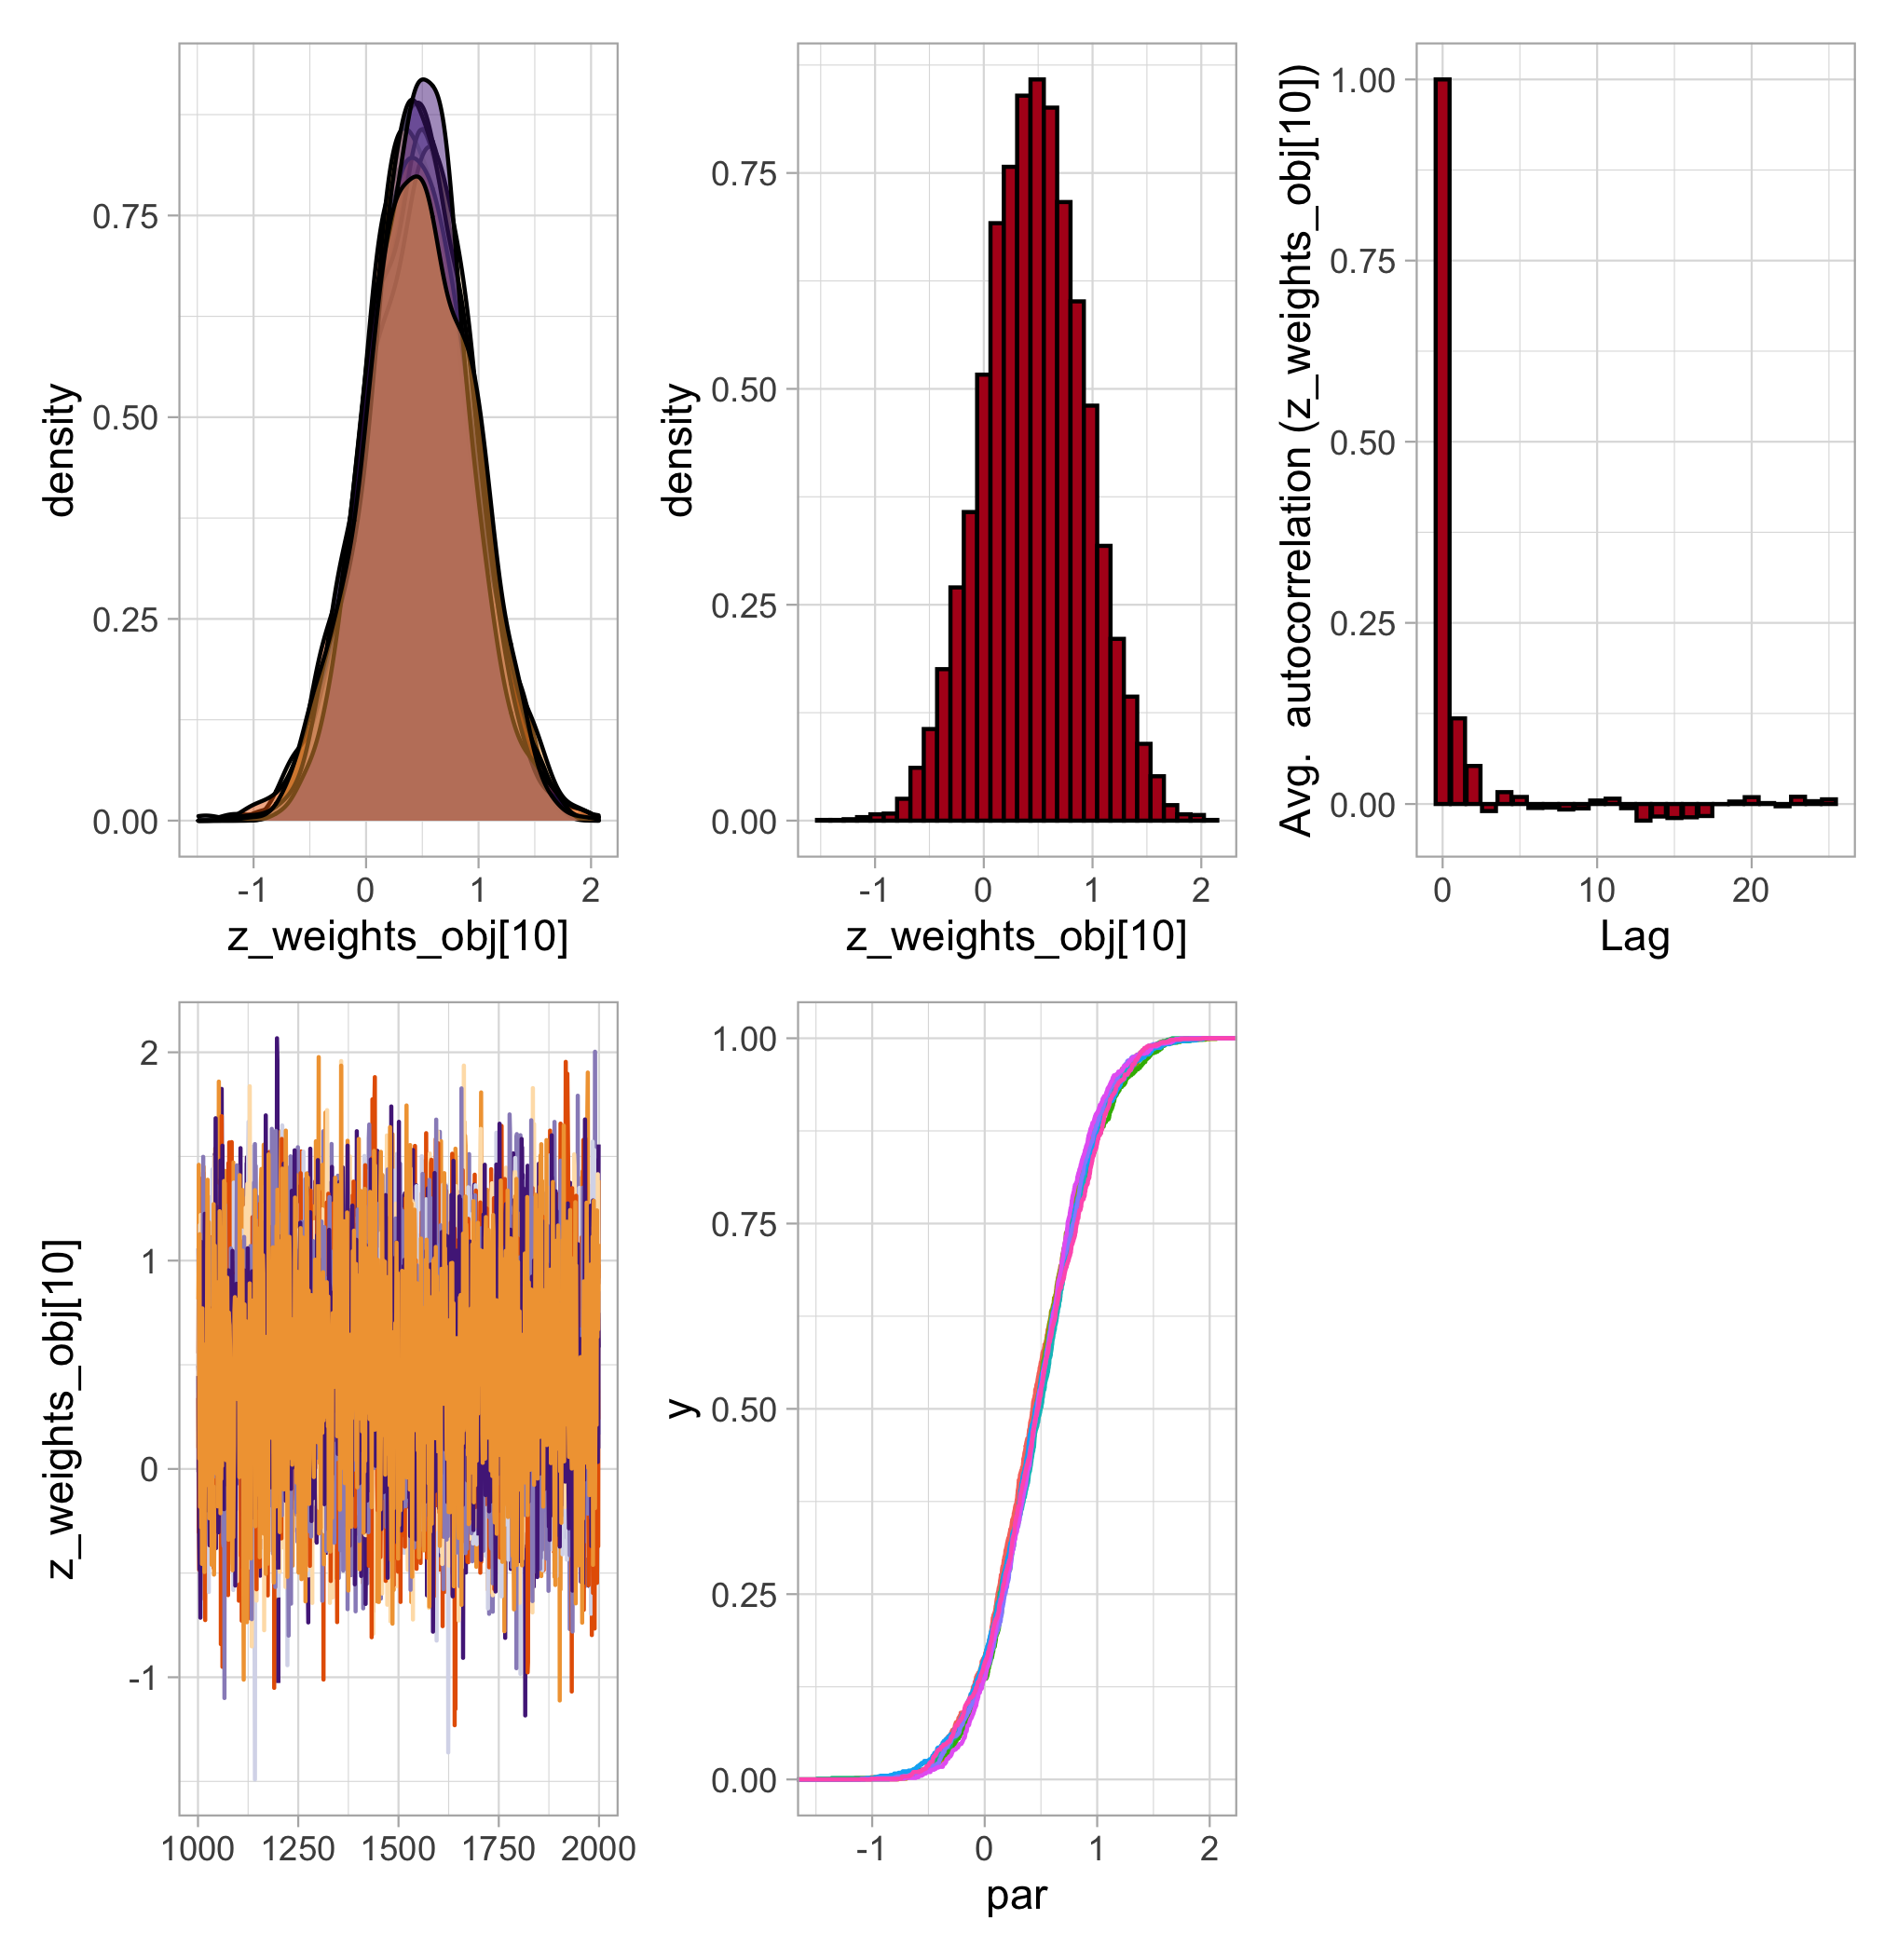 density
0.75
0.50
0.25
0.00
-1 0 1 2
z_weights_obj[10]
density
0.75
0.50
0.25
0.00
-1 0 1 2
z_weights_obj[10]
Avg. autocorrelation (z_weights_obj[10])
1.00
0.75
0.50
0.25
0.00
0 10 20
Lag
z_weights_obj[10]
2
1
0
-1
1000 1250 1500 1750 2000
y
1.00
0.75
0.50
0.25
0.00
-1 0 1 2
par